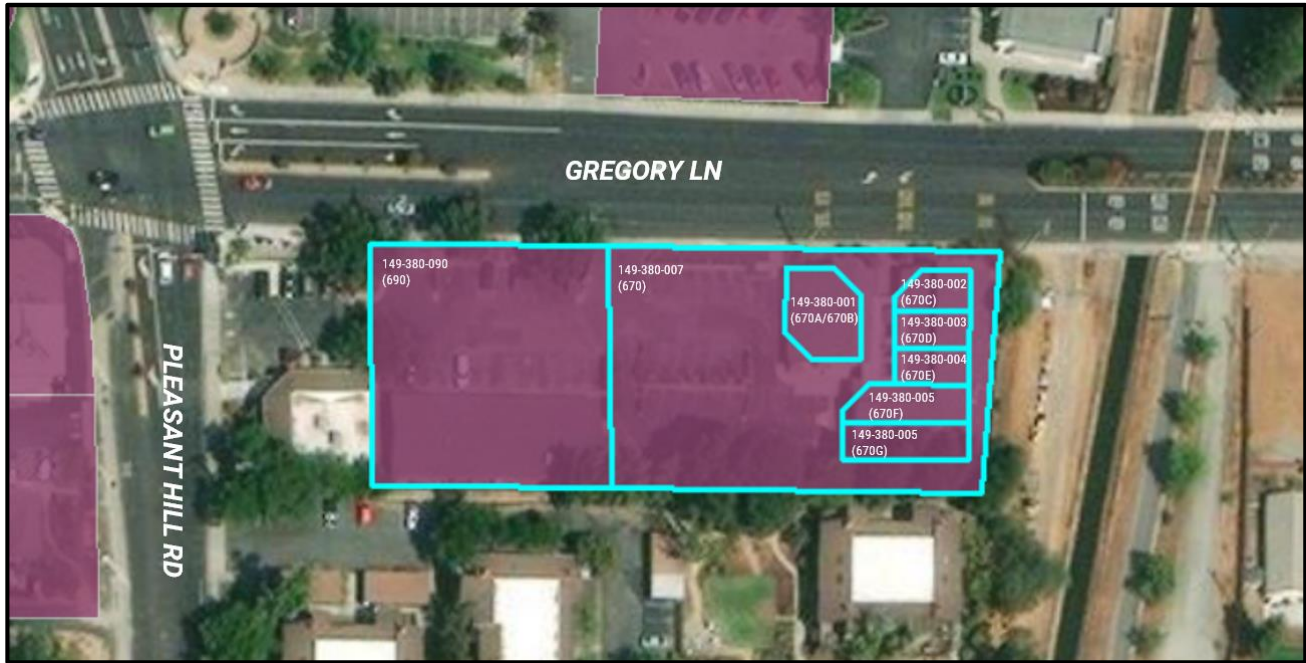 GREGORY LN
149-380-090
(690)
149-380-007
(670)
149-380-001
(670A/670B)
149-380-002
(670C)
149-380-003
(670D)
149-380-004
(670E)
149-380-005
(670F)
149-380-005
(670G)
PLEASANT HILL RD